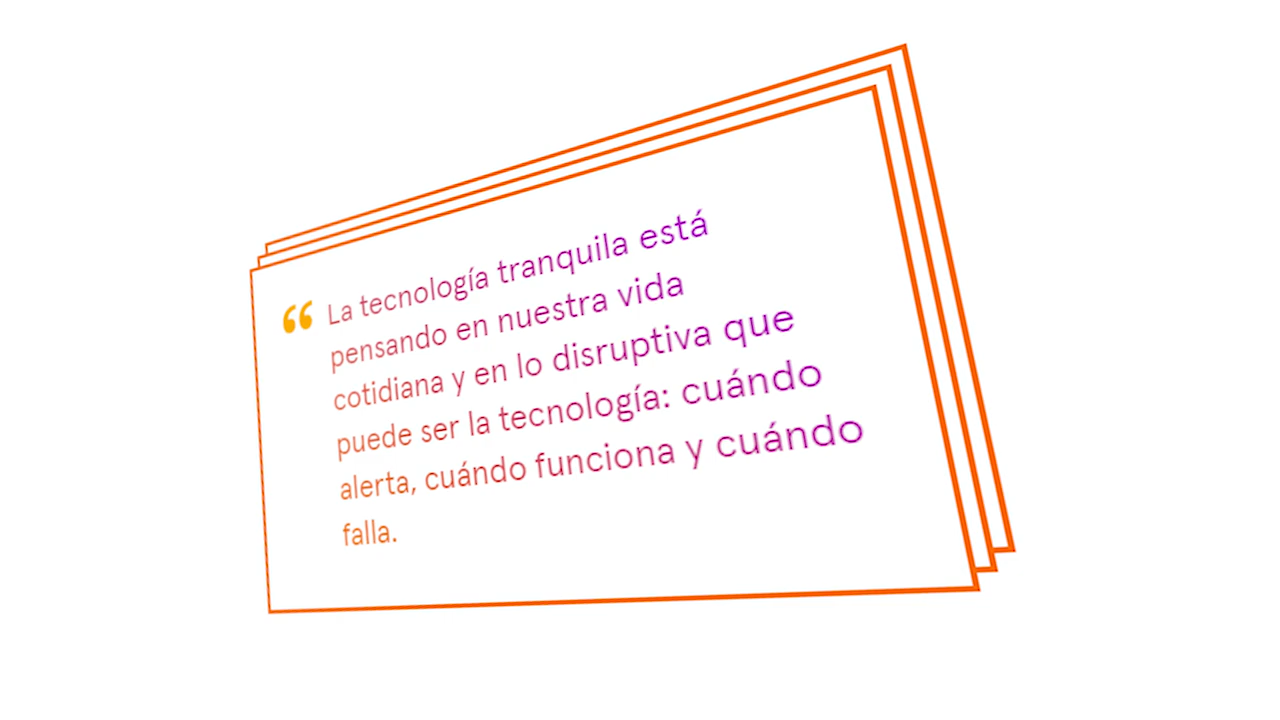 “ La tecnología tranquila está
pensando en nuestra vida
cotidiana y en lo disruptiva que
puede ser la tecnología: cuándo
alerta, cuándo funciona y cuándo
falla.